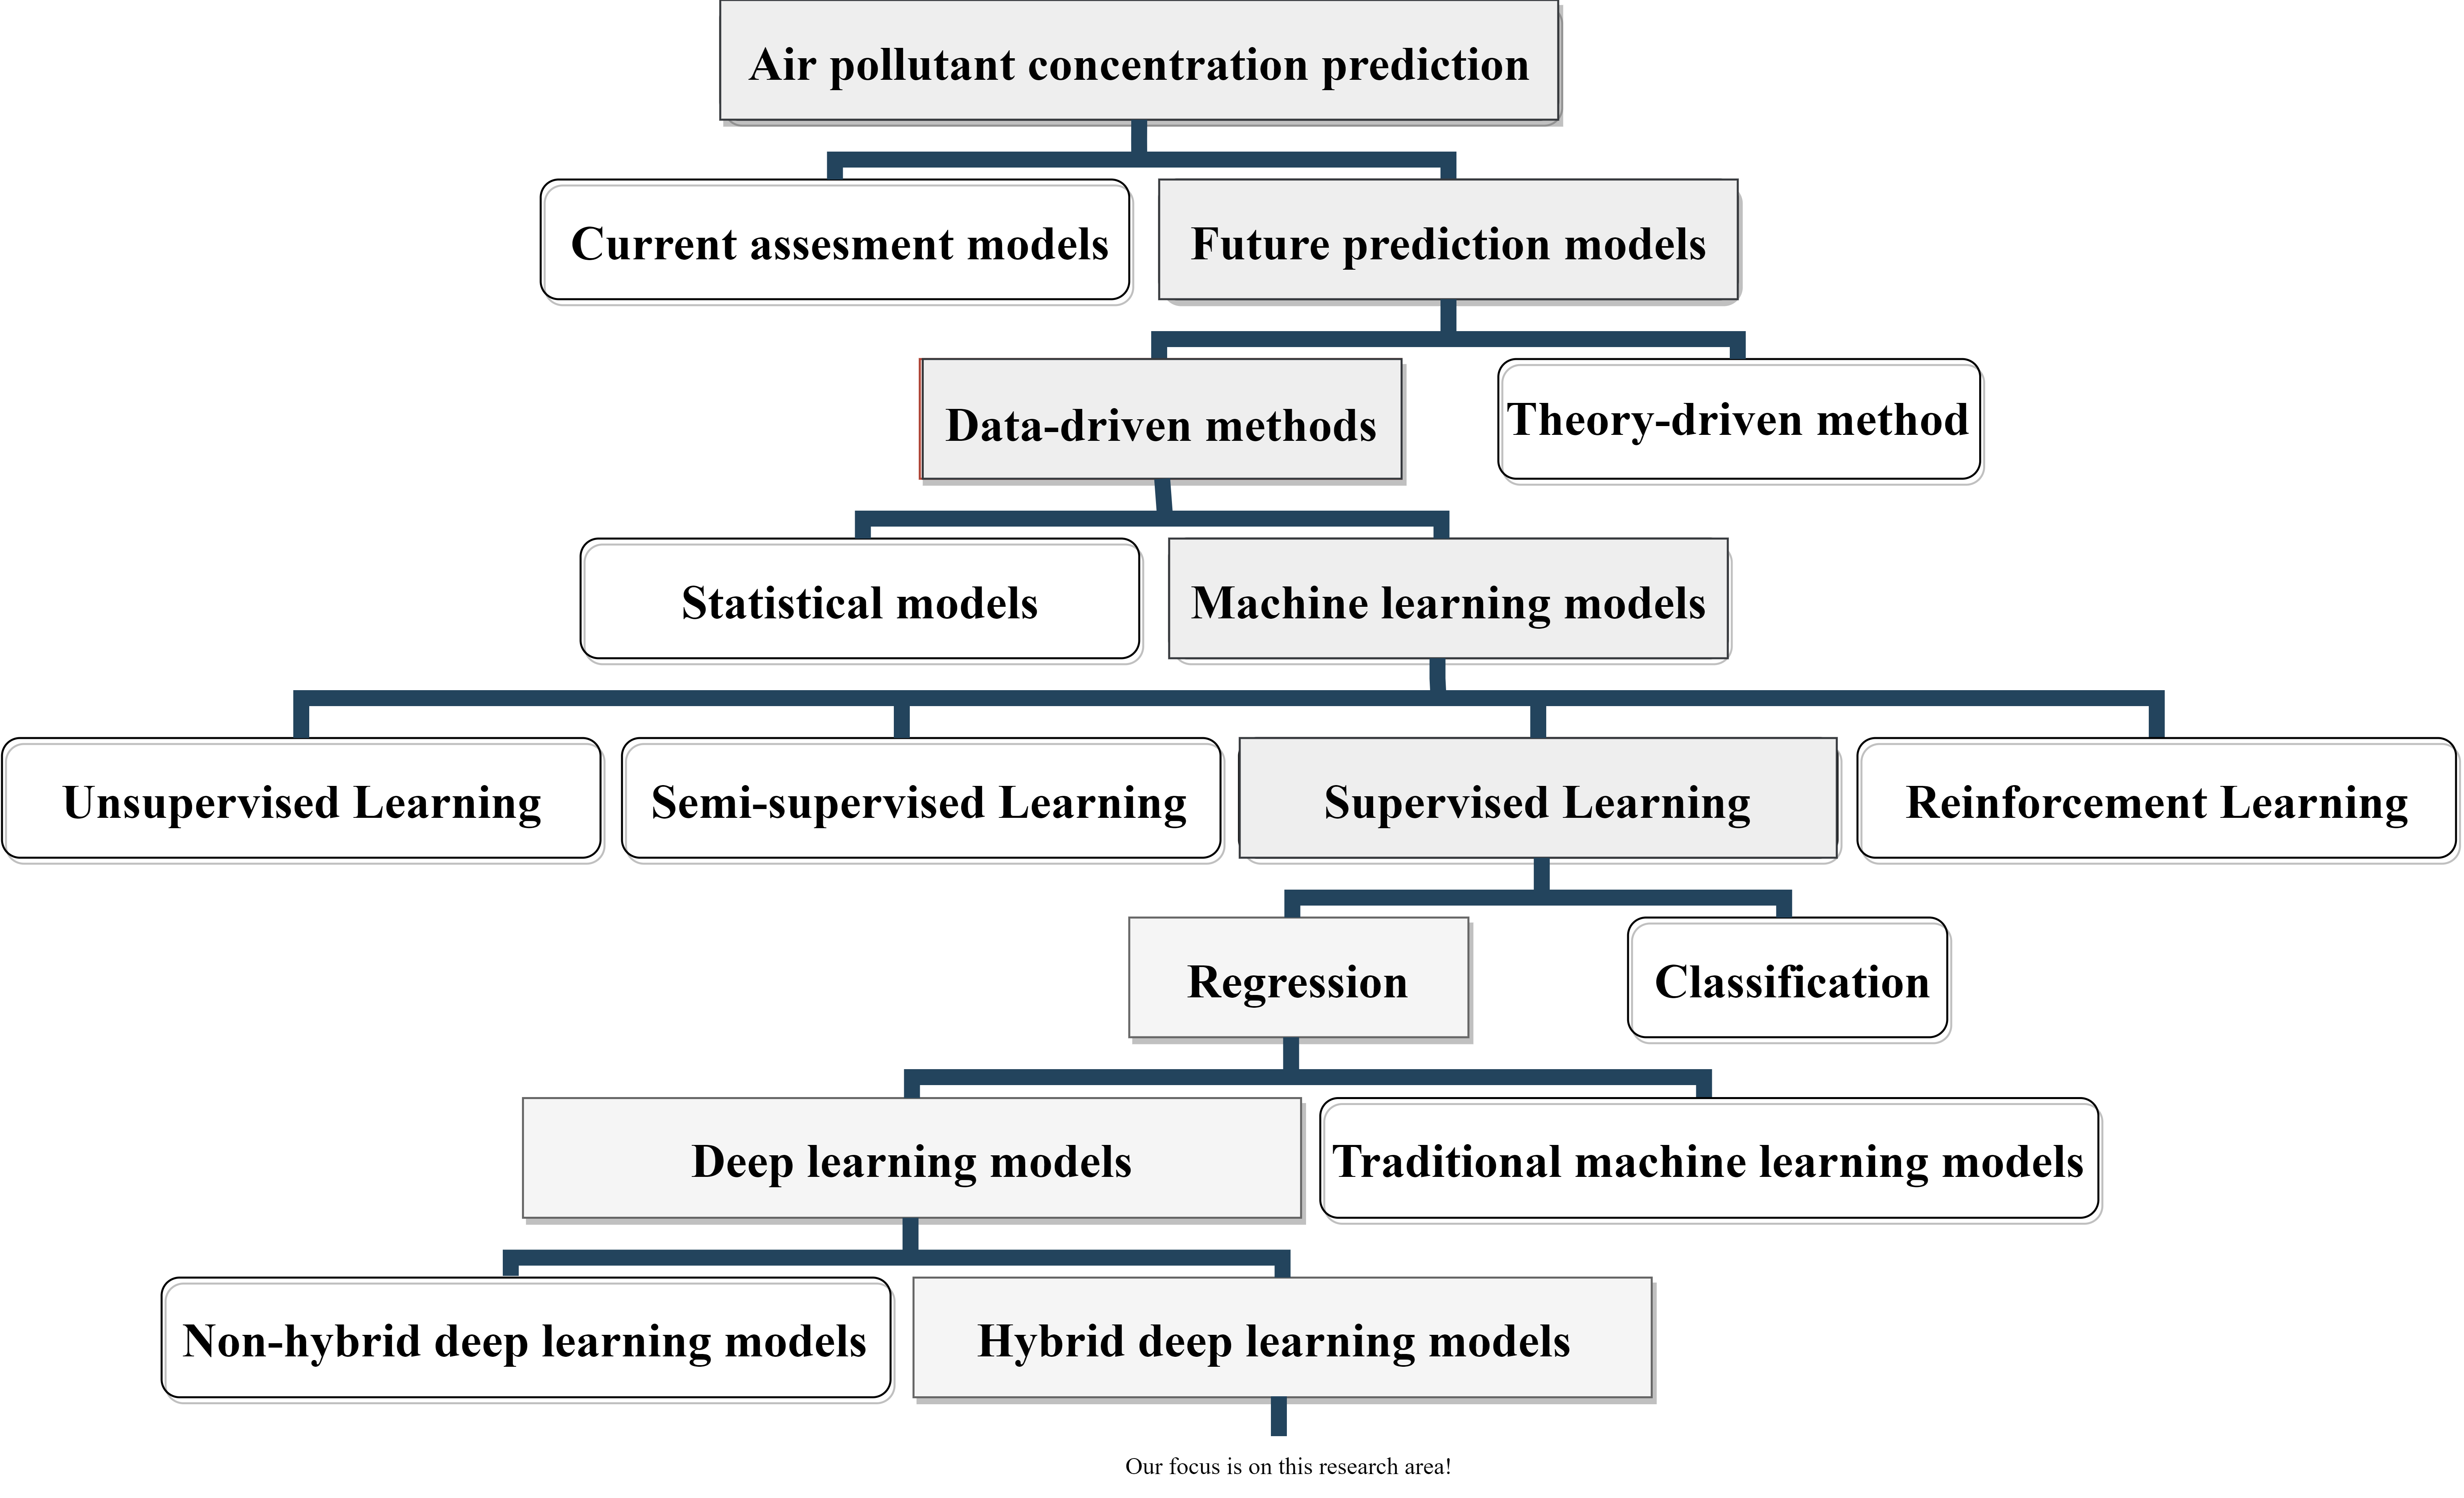 Air pollutant concentration prediction
Current assesment models
Future prediction models
Data-driven methods
Theory-driven method
Statistical models
Machine learning models
Unsupervised Learning
Semi-supervised Learning
Supervised Learning
Reinforcement Learning
Regression
Classification
Deep learning models
Traditional machine learning models
Non-hybrid deep learning models
Hybrid deep learning models
Our focus is on this research area!